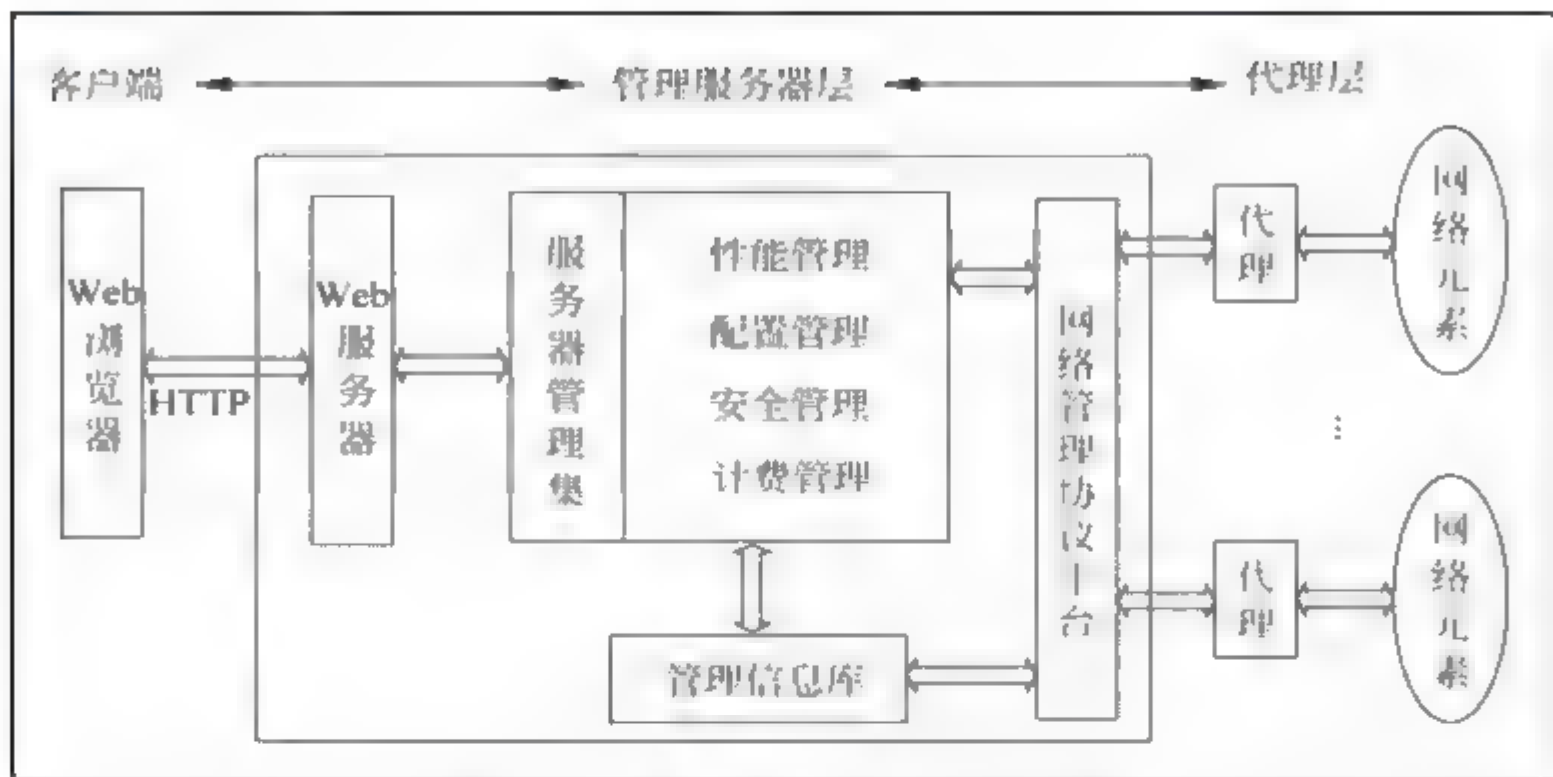 客户端
管理服务器层
代理层
Web
浏览器
HTTP
Web
服务器
服务器管理集
性能管理
配置管理
安全管理
计费管理
管理信息库
网络管理协议平台
代理
网络元素
...
代理
网络元素